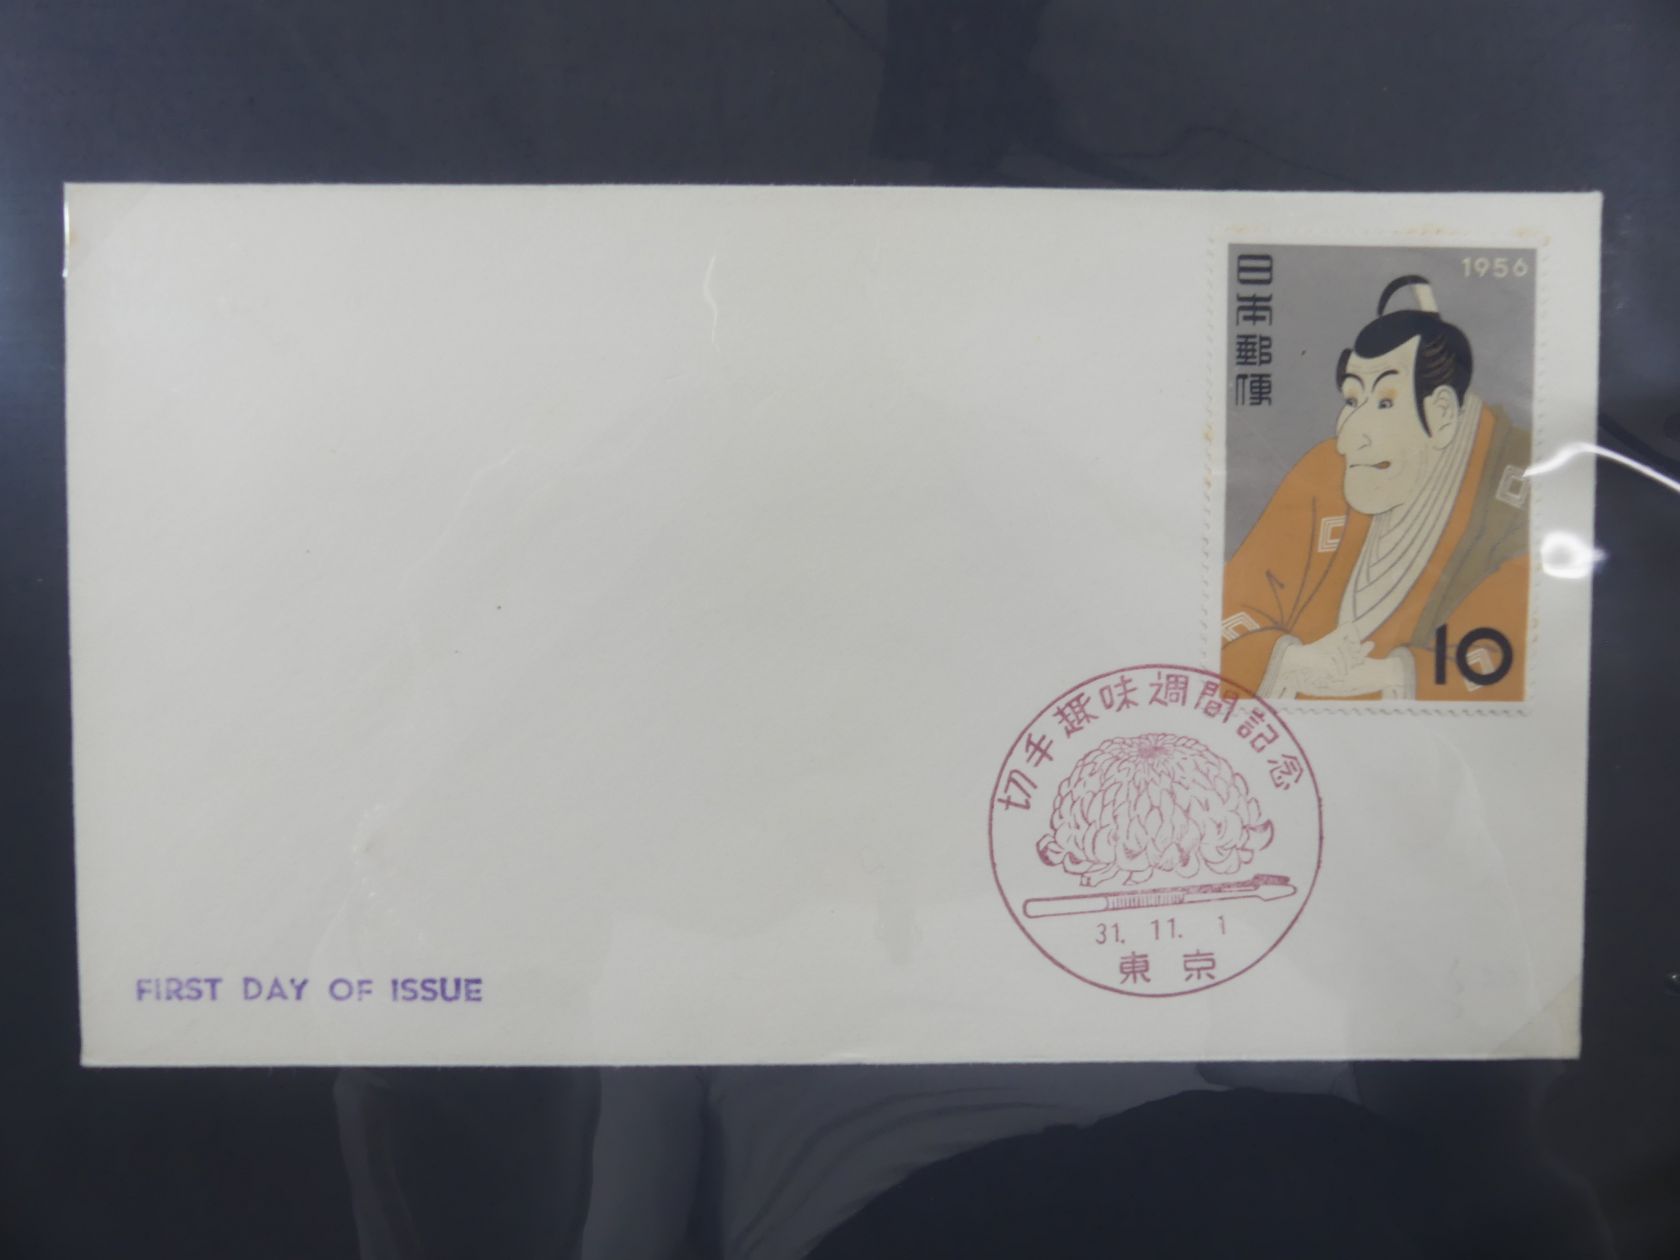 日本郵便
1956
10
切手趣味週間記念
31. 11. 1
東京
FIRST DAY OF ISSUE